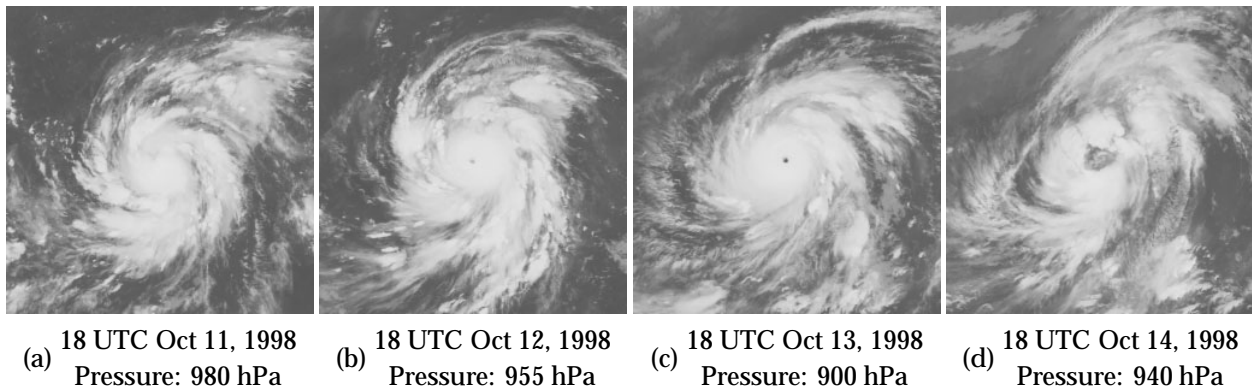 (a) 18 UTC Oct 11, 1998
Pressure: 980 hPa
(b) 18 UTC Oct 12, 1998
Pressure: 955 hPa
(c) 18 UTC Oct 13, 1998
Pressure: 900 hPa
(d) 18 UTC Oct 14, 1998
Pressure: 940 hPa